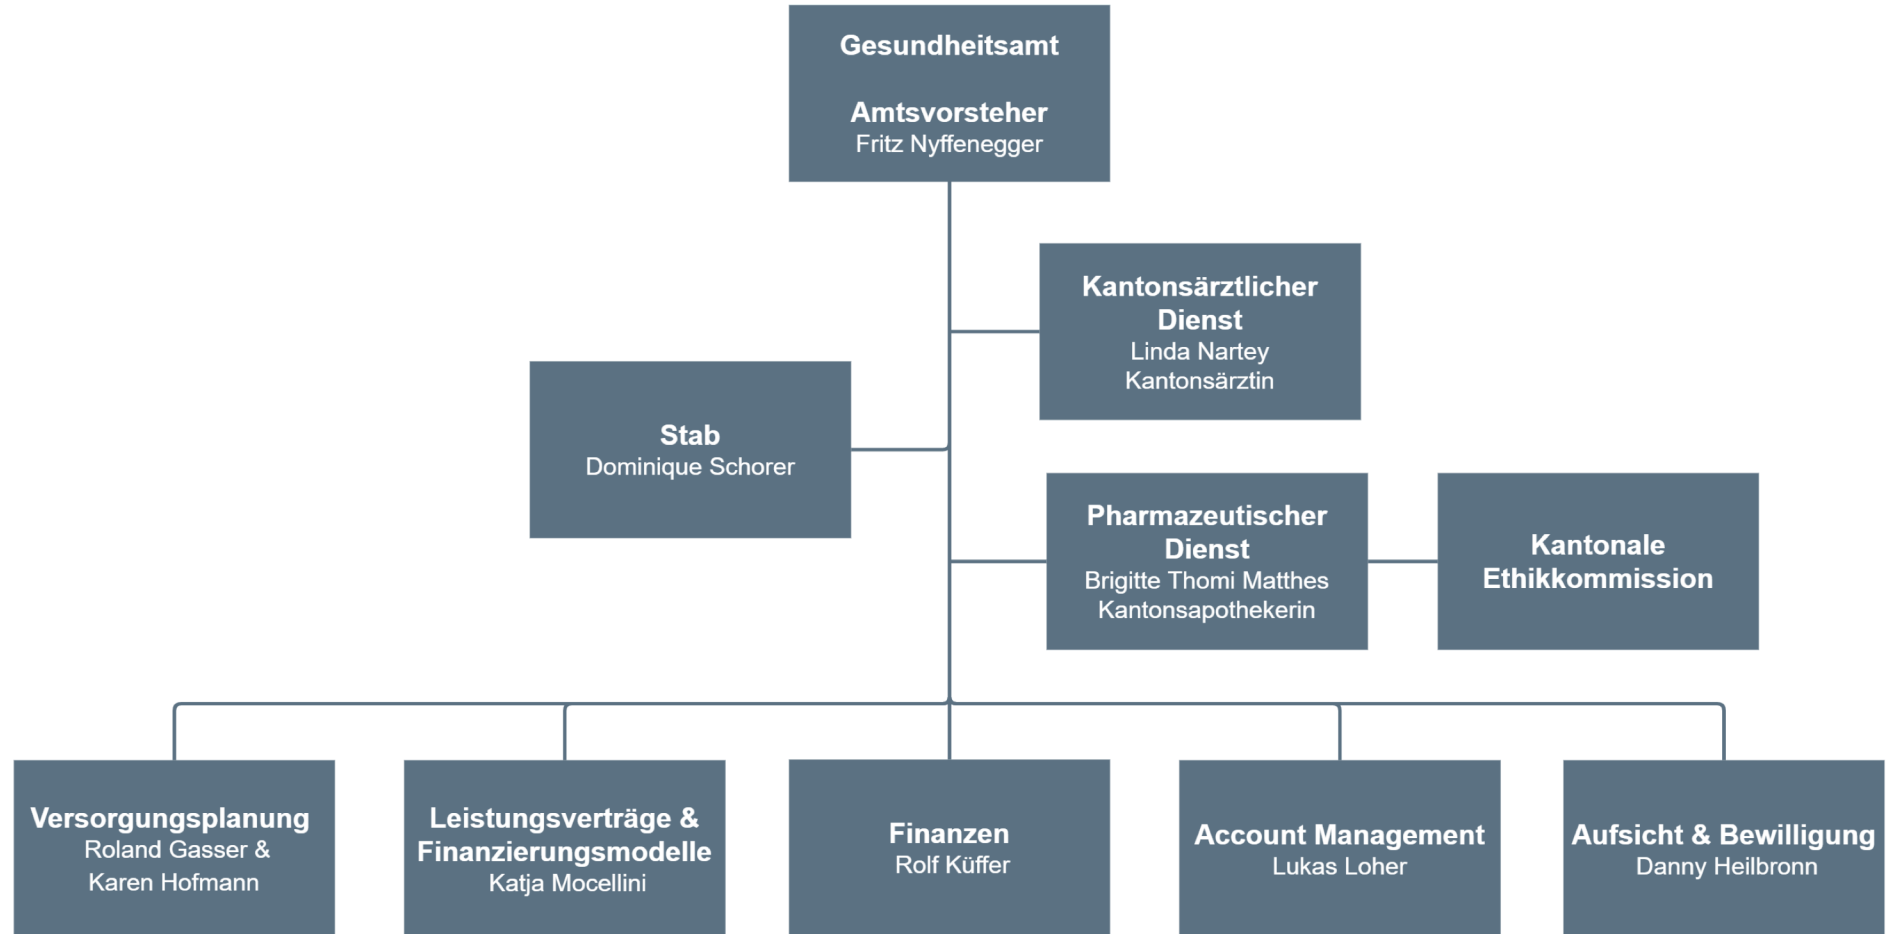 Gesundheitsamt
Amtsvorsteher
Fritz Nyffenegger
Kantonsärztlicher
Dienst
Linda Nartey
Kantonsärztin
Stab
Dominique Schorer
Pharmazeutischer
Dienst
Brigitte Thomi Matthes
Kantonsapothekerin
Kantonale
Ethikkommission
Versorgungsplanung
Roland Gasser &
Karen Hofmann
Leistungsverträge &
Finanzierungsmodelle
Katja Mocellini
Finanzen
Rolf Küffer
Account Management
Lukas Loher
Aufsicht & Bewilligung
Danny Heilbronn